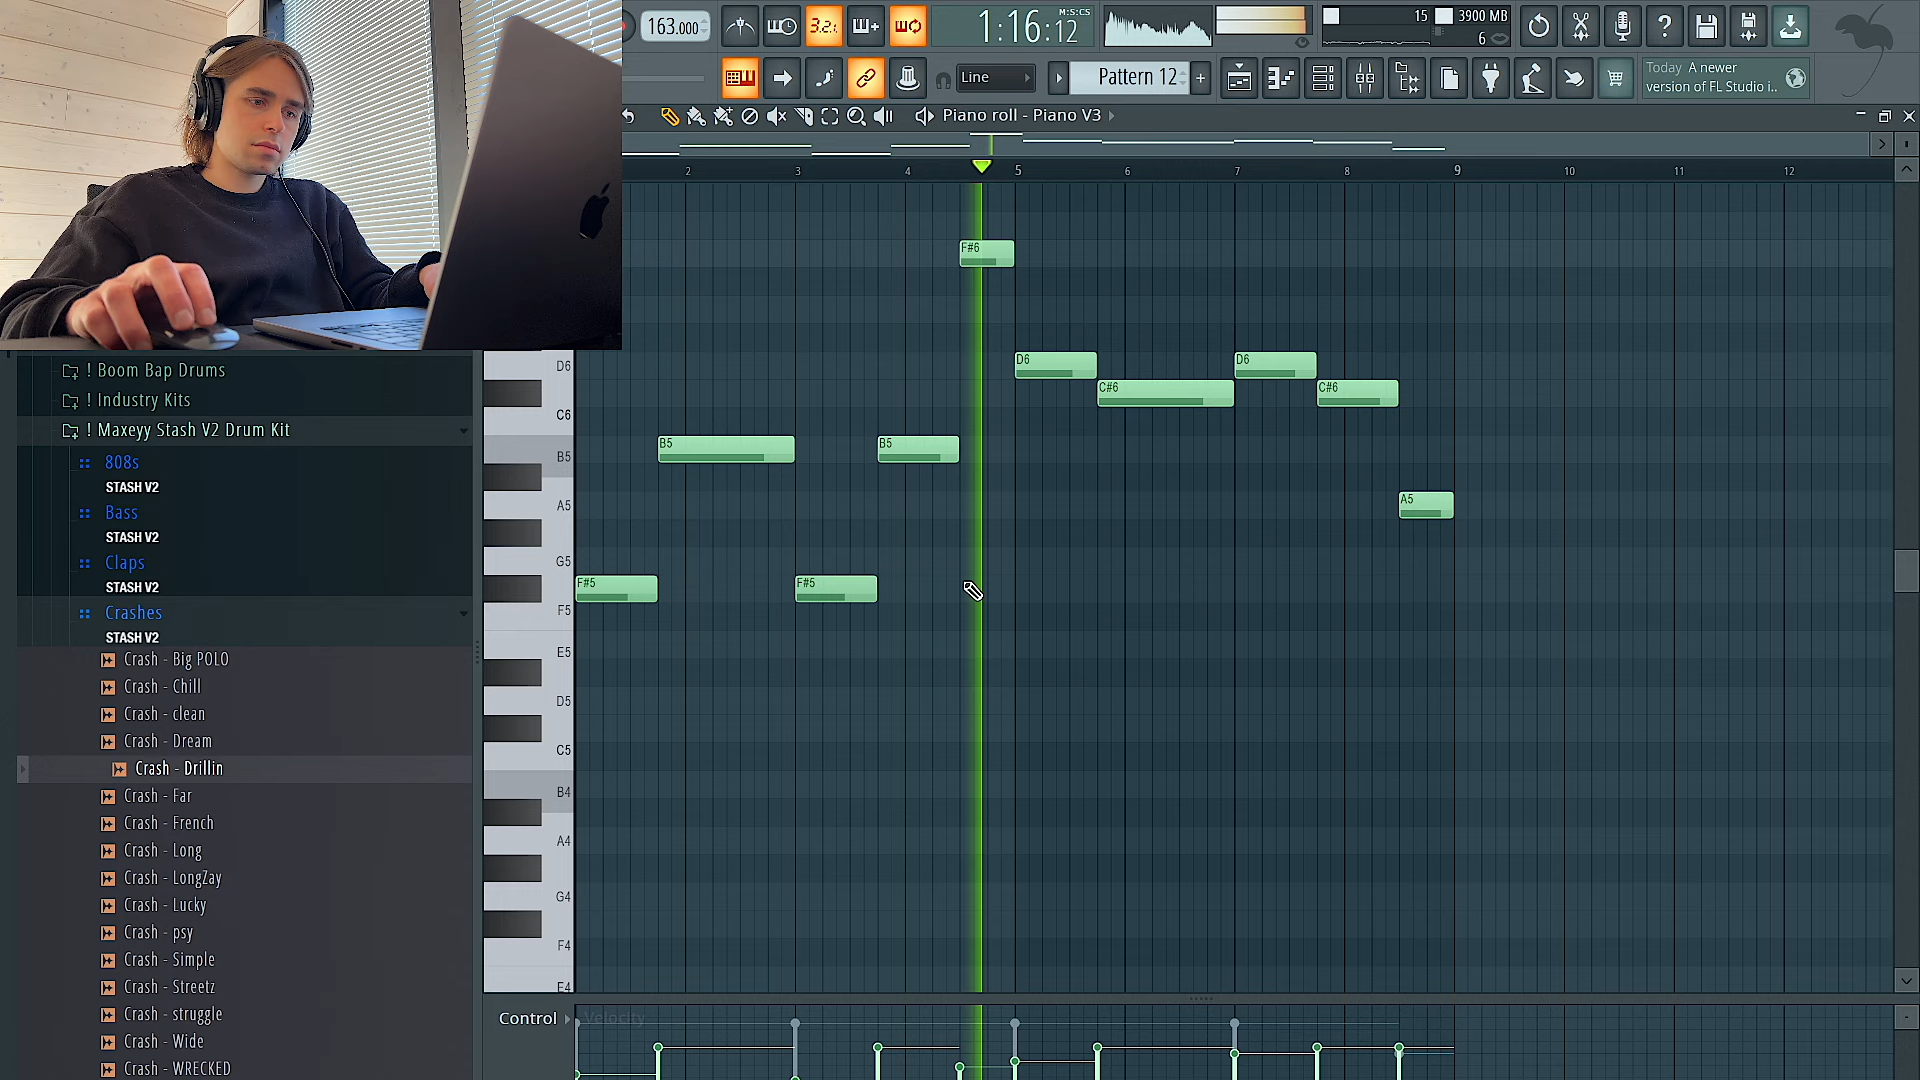 163.000
3.2.
1:16:12
M:S:CS
15
3900 MB
6
Line
Pattern 12
Today A newer
version of FL Studio i..
Piano roll - Piano V3
2 3 4 5 6 7 8 9 10 11 12
F#6
D6
D6
D6
C#6
C#6
C6
B5
B5
B5
A5
A5
G5
F#5
F#5
F5
E5
D5
C5
B4
A4
G4
F4
E4
! Boom Bap Drums
! Industry Kits
! Maxeyy Stash V2 Drum Kit
808s
STASH V2
Bass
STASH V2
Claps
STASH V2
Crashes
STASH V2
Crash - Big POLO
Crash - Chill
Crash - clean
Crash - Dream
Crash - Drillin
Crash - Far
Crash - French
Crash - Long
Crash - LongZay
Crash - Lucky
Crash - psy
Crash - Simple
Crash - Streetz
Crash - struggle
Crash - Wide
Crash - WRECKED
Control
Velocity